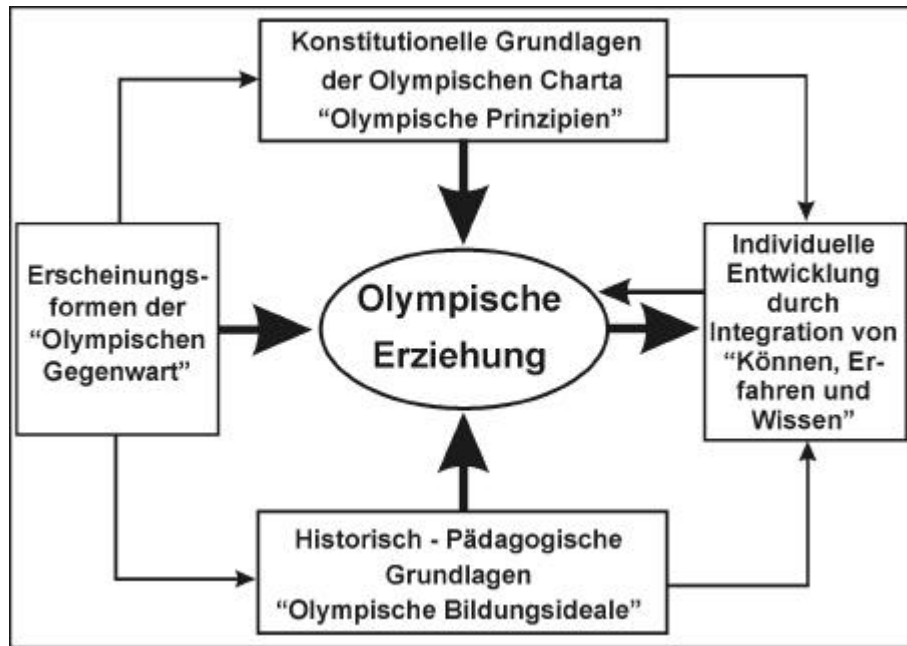 Konstitutionelle Grundlagen
der Olympischen Charta
“Olympische Prinzipien”
Erscheinungs-
formen der
“Olympischen
Gegenwart”
Olympische
Erziehung
Individuelle
Entwicklung
durch
Integration von
“Können, Er-
fahren und
Wissen”
Historisch - Pädagogische
Grundlagen
“Olympische Bildungsideale”